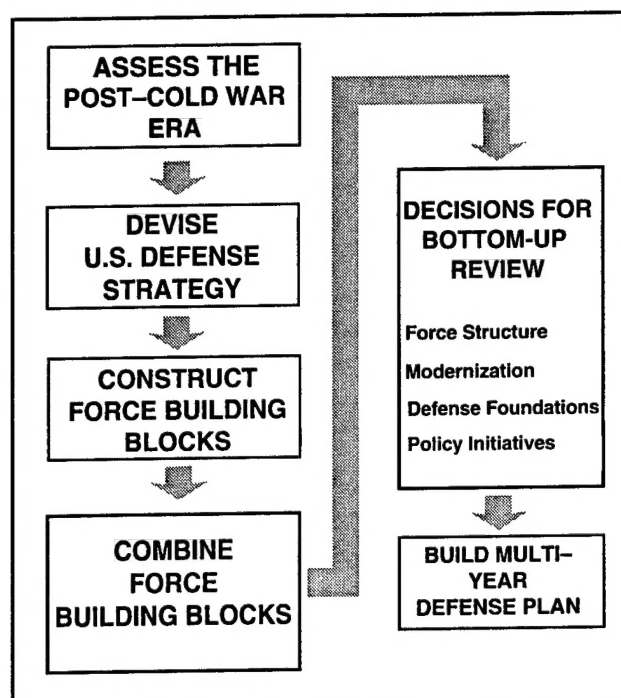 ASSESS THE
POST–COLD WAR
ERA
DEVISE
U.S. DEFENSE
STRATEGY
CONSTRUCT
FORCE BUILDING
BLOCKS
COMBINE
FORCE
BUILDING BLOCKS
DECISIONS FOR
BOTTOM-UP
REVIEW
Force Structure
Modernization
Defense Foundations
Policy Initiatives
BUILD MULTI–
YEAR
DEFENSE PLAN